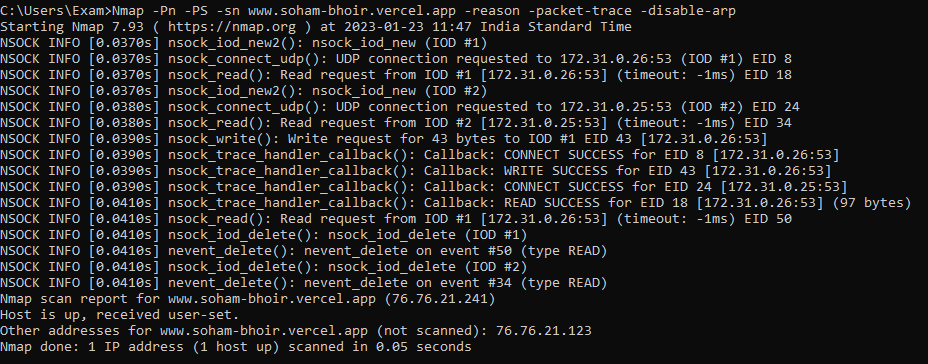 C:\Users\Exam>Nmap -Pn -PS -sn www.soham-bhoir.vercel.app -reason -packet-trace -disable-arp
Starting Nmap 7.93 ( https://nmap.org ) at 2023-01-23 11:47 India Standard Time
NSOCK INFO [0.0370s] nsock_iod_new2(): nsock_iod_new (IOD #1)
NSOCK INFO [0.0370s] nsock_connect_udp(): UDP connection requested to 172.31.0.26:53 (IOD #1) EID 8
NSOCK INFO [0.0370s] nsock_read(): Read request from IOD #1 [172.31.0.26:53] (timeout: -1ms) EID 18
NSOCK INFO [0.0370s] nsock_iod_new2(): nsock_iod_new (IOD #2)
NSOCK INFO [0.0380s] nsock_connect_udp(): UDP connection requested to 172.31.0.25:53 (IOD #2) EID 24
NSOCK INFO [0.0380s] nsock_read(): Read request from IOD #2 [172.31.0.25:53] (timeout: -1ms) EID 34
NSOCK INFO [0.0390s] nsock_write(): Write request for 43 bytes to IOD #1 EID 43 [172.31.0.26:53]
NSOCK INFO [0.0390s] nsock_trace_handler_callback(): Callback: CONNECT SUCCESS for EID 8 [172.31.0.26:53]
NSOCK INFO [0.0390s] nsock_trace_handler_callback(): Callback: WRITE SUCCESS for EID 43 [172.31.0.26:53]
NSOCK INFO [0.0390s] nsock_trace_handler_callback(): Callback: CONNECT SUCCESS for EID 24 [172.31.0.25:53]
NSOCK INFO [0.0410s] nsock_trace_handler_callback(): Callback: READ SUCCESS for EID 18 [172.31.0.26:53] (97 bytes)
NSOCK INFO [0.0410s] nsock_read(): Read request from IOD #1 [172.31.0.26:53] (timeout: -1ms) EID 50
NSOCK INFO [0.0410s] nsock_iod_delete(): nsock_iod_delete (IOD #1)
NSOCK INFO [0.0410s] nevent_delete(): nevent_delete on event #50 (type READ)
NSOCK INFO [0.0410s] nsock_iod_delete(): nsock_iod_delete (IOD #2)
NSOCK INFO [0.0410s] nevent_delete(): nevent_delete on event #34 (type READ)
Nmap scan report for www.soham-bhoir.vercel.app (76.76.21.241)
Host is up, received user-set.
Other addresses for www.soham-bhoir.vercel.app (not scanned): 76.76.21.123
Nmap done: 1 IP address (1 host up) scanned in 0.05 seconds